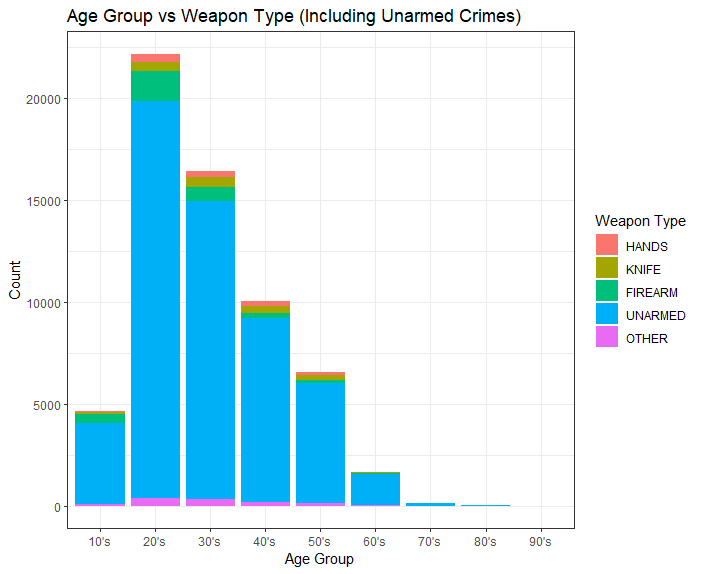 Age Group vs Weapon Type (Including Unarmed Crimes)
20000
15000
10000
5000
0
Count
10's 20's 30's 40's 50's 60's 70's 80's 90's
Age Group
Weapon Type
HANDS
KNIFE
FIREARM
UNARMED
OTHER